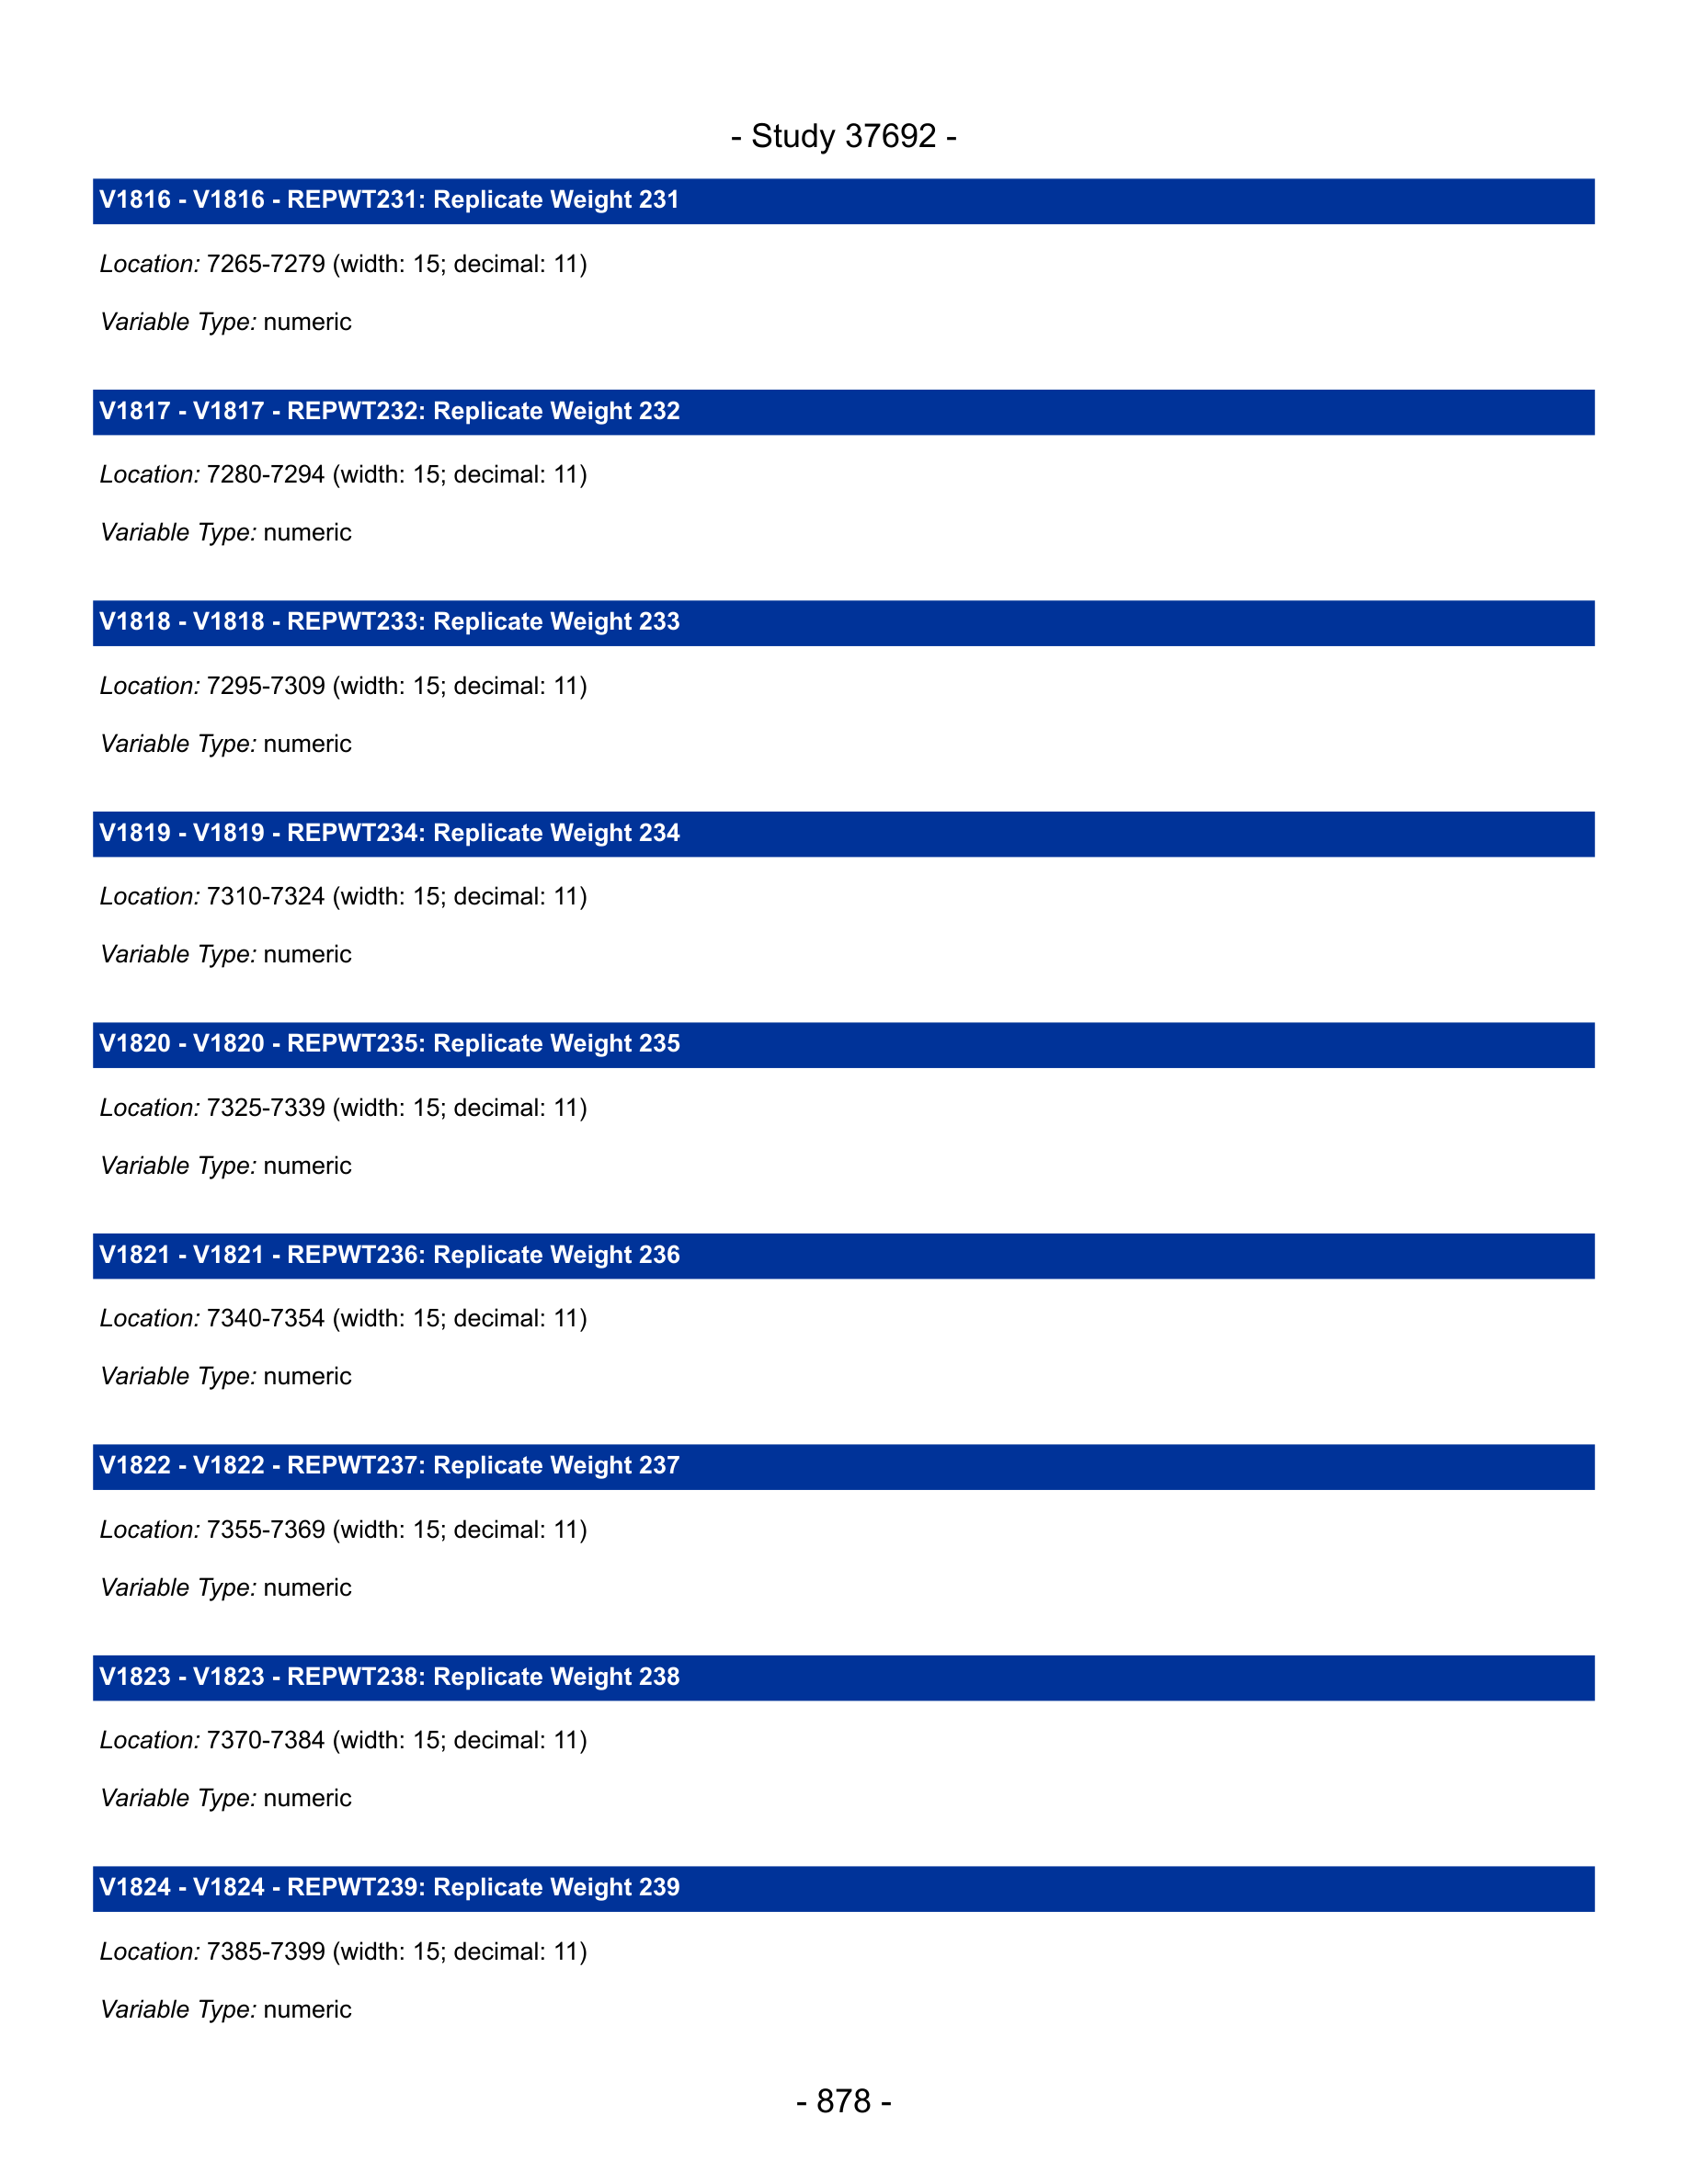 - Study 37692 -
V1816 - V1816 - REPWT231: Replicate Weight 231
Location: 7265-7279 (width: 15; decimal: 11)
Variable Type: numeric
V1817 - V1817 - REPWT232: Replicate Weight 232
Location: 7280-7294 (width: 15; decimal: 11)
Variable Type: numeric
V1818 - V1818 - REPWT233: Replicate Weight 233
Location: 7295-7309 (width: 15; decimal: 11)
Variable Type: numeric
V1819 - V1819 - REPWT234: Replicate Weight 234
Location: 7310-7324 (width: 15; decimal: 11)
Variable Type: numeric
V1820 - V1820 - REPWT235: Replicate Weight 235
Location: 7325-7339 (width: 15; decimal: 11)
Variable Type: numeric
V1821 - V1821 - REPWT236: Replicate Weight 236
Location: 7340-7354 (width: 15; decimal: 11)
Variable Type: numeric
V1822 - V1822 - REPWT237: Replicate Weight 237
Location: 7355-7369 (width: 15; decimal: 11)
Variable Type: numeric
V1823 - V1823 - REPWT238: Replicate Weight 238
Location: 7370-7384 (width: 15; decimal: 11)
Variable Type: numeric
V1824 - V1824 - REPWT239: Replicate Weight 239
Location: 7385-7399 (width: 15; decimal: 11)
Variable Type: numeric
- 878 -